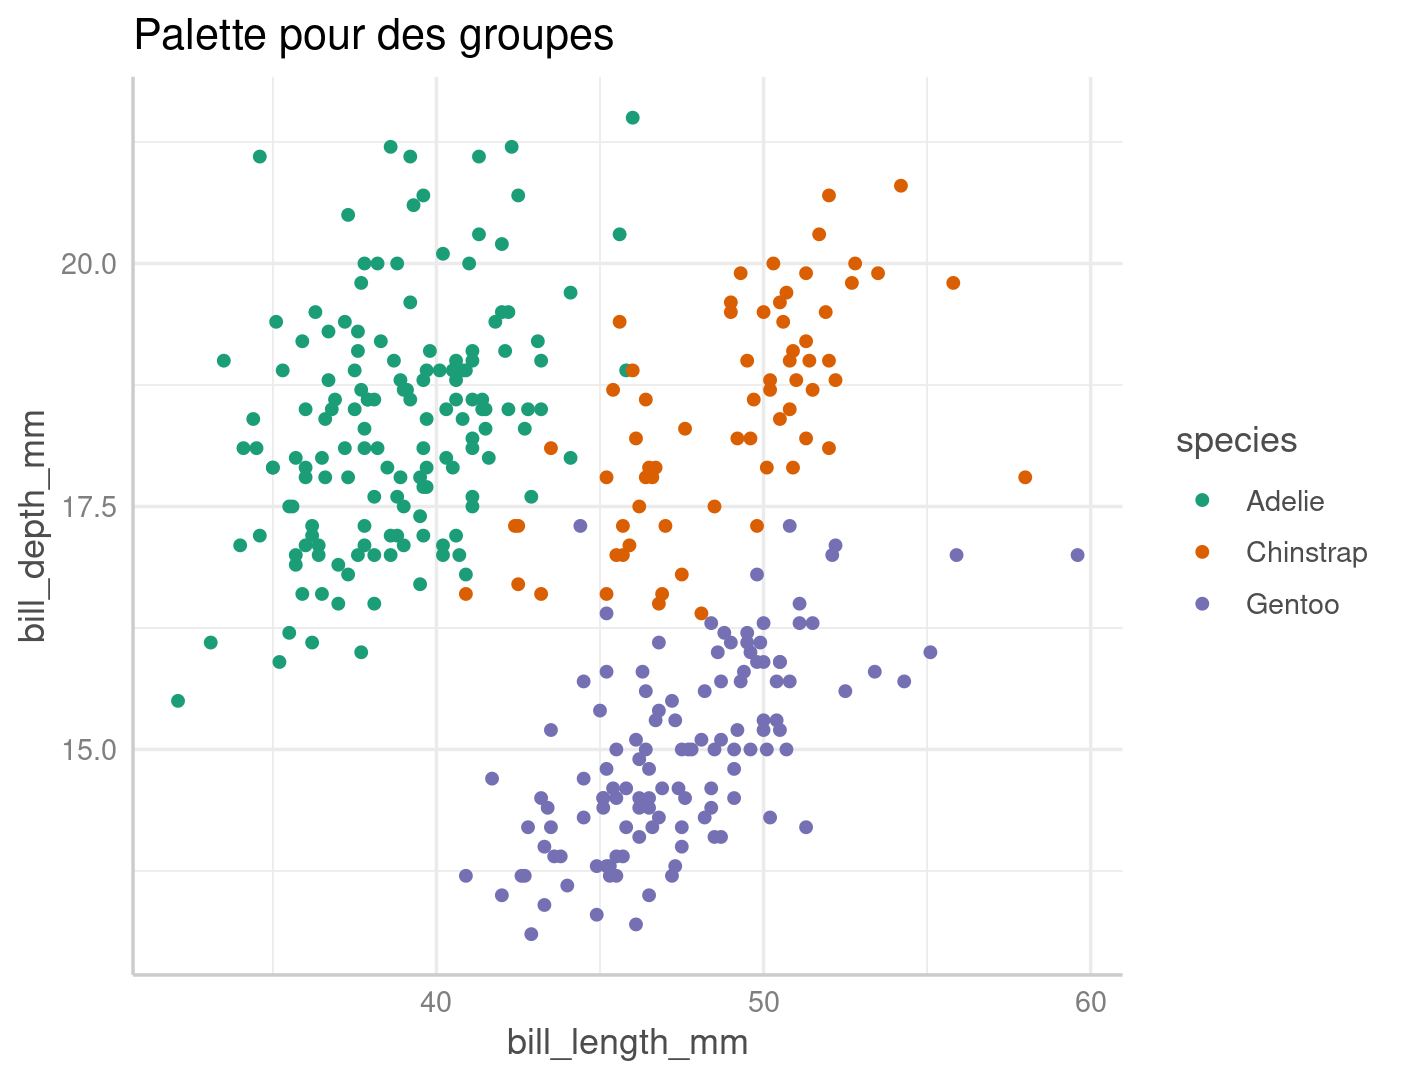 Palette pour des groupes
bill_depth_mm
20.0
17.5
15.0
40
50
60
bill_length_mm
species
Adelie
Chinstrap
Gentoo